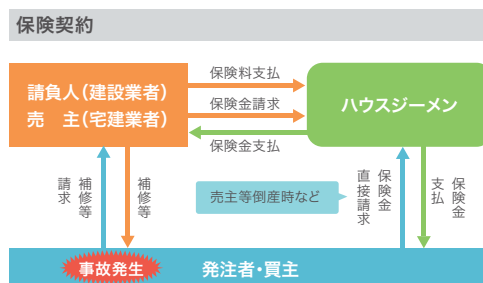 保険契約
請負人(建設業者)
売　主(宅建業者)
保険料支払
保険金請求
保険金支払
ハウスジーメン
補修等
請求
補修等
売主等倒産時など
保険金
直接請求
保険金
支払
事故発生
発注者・買主